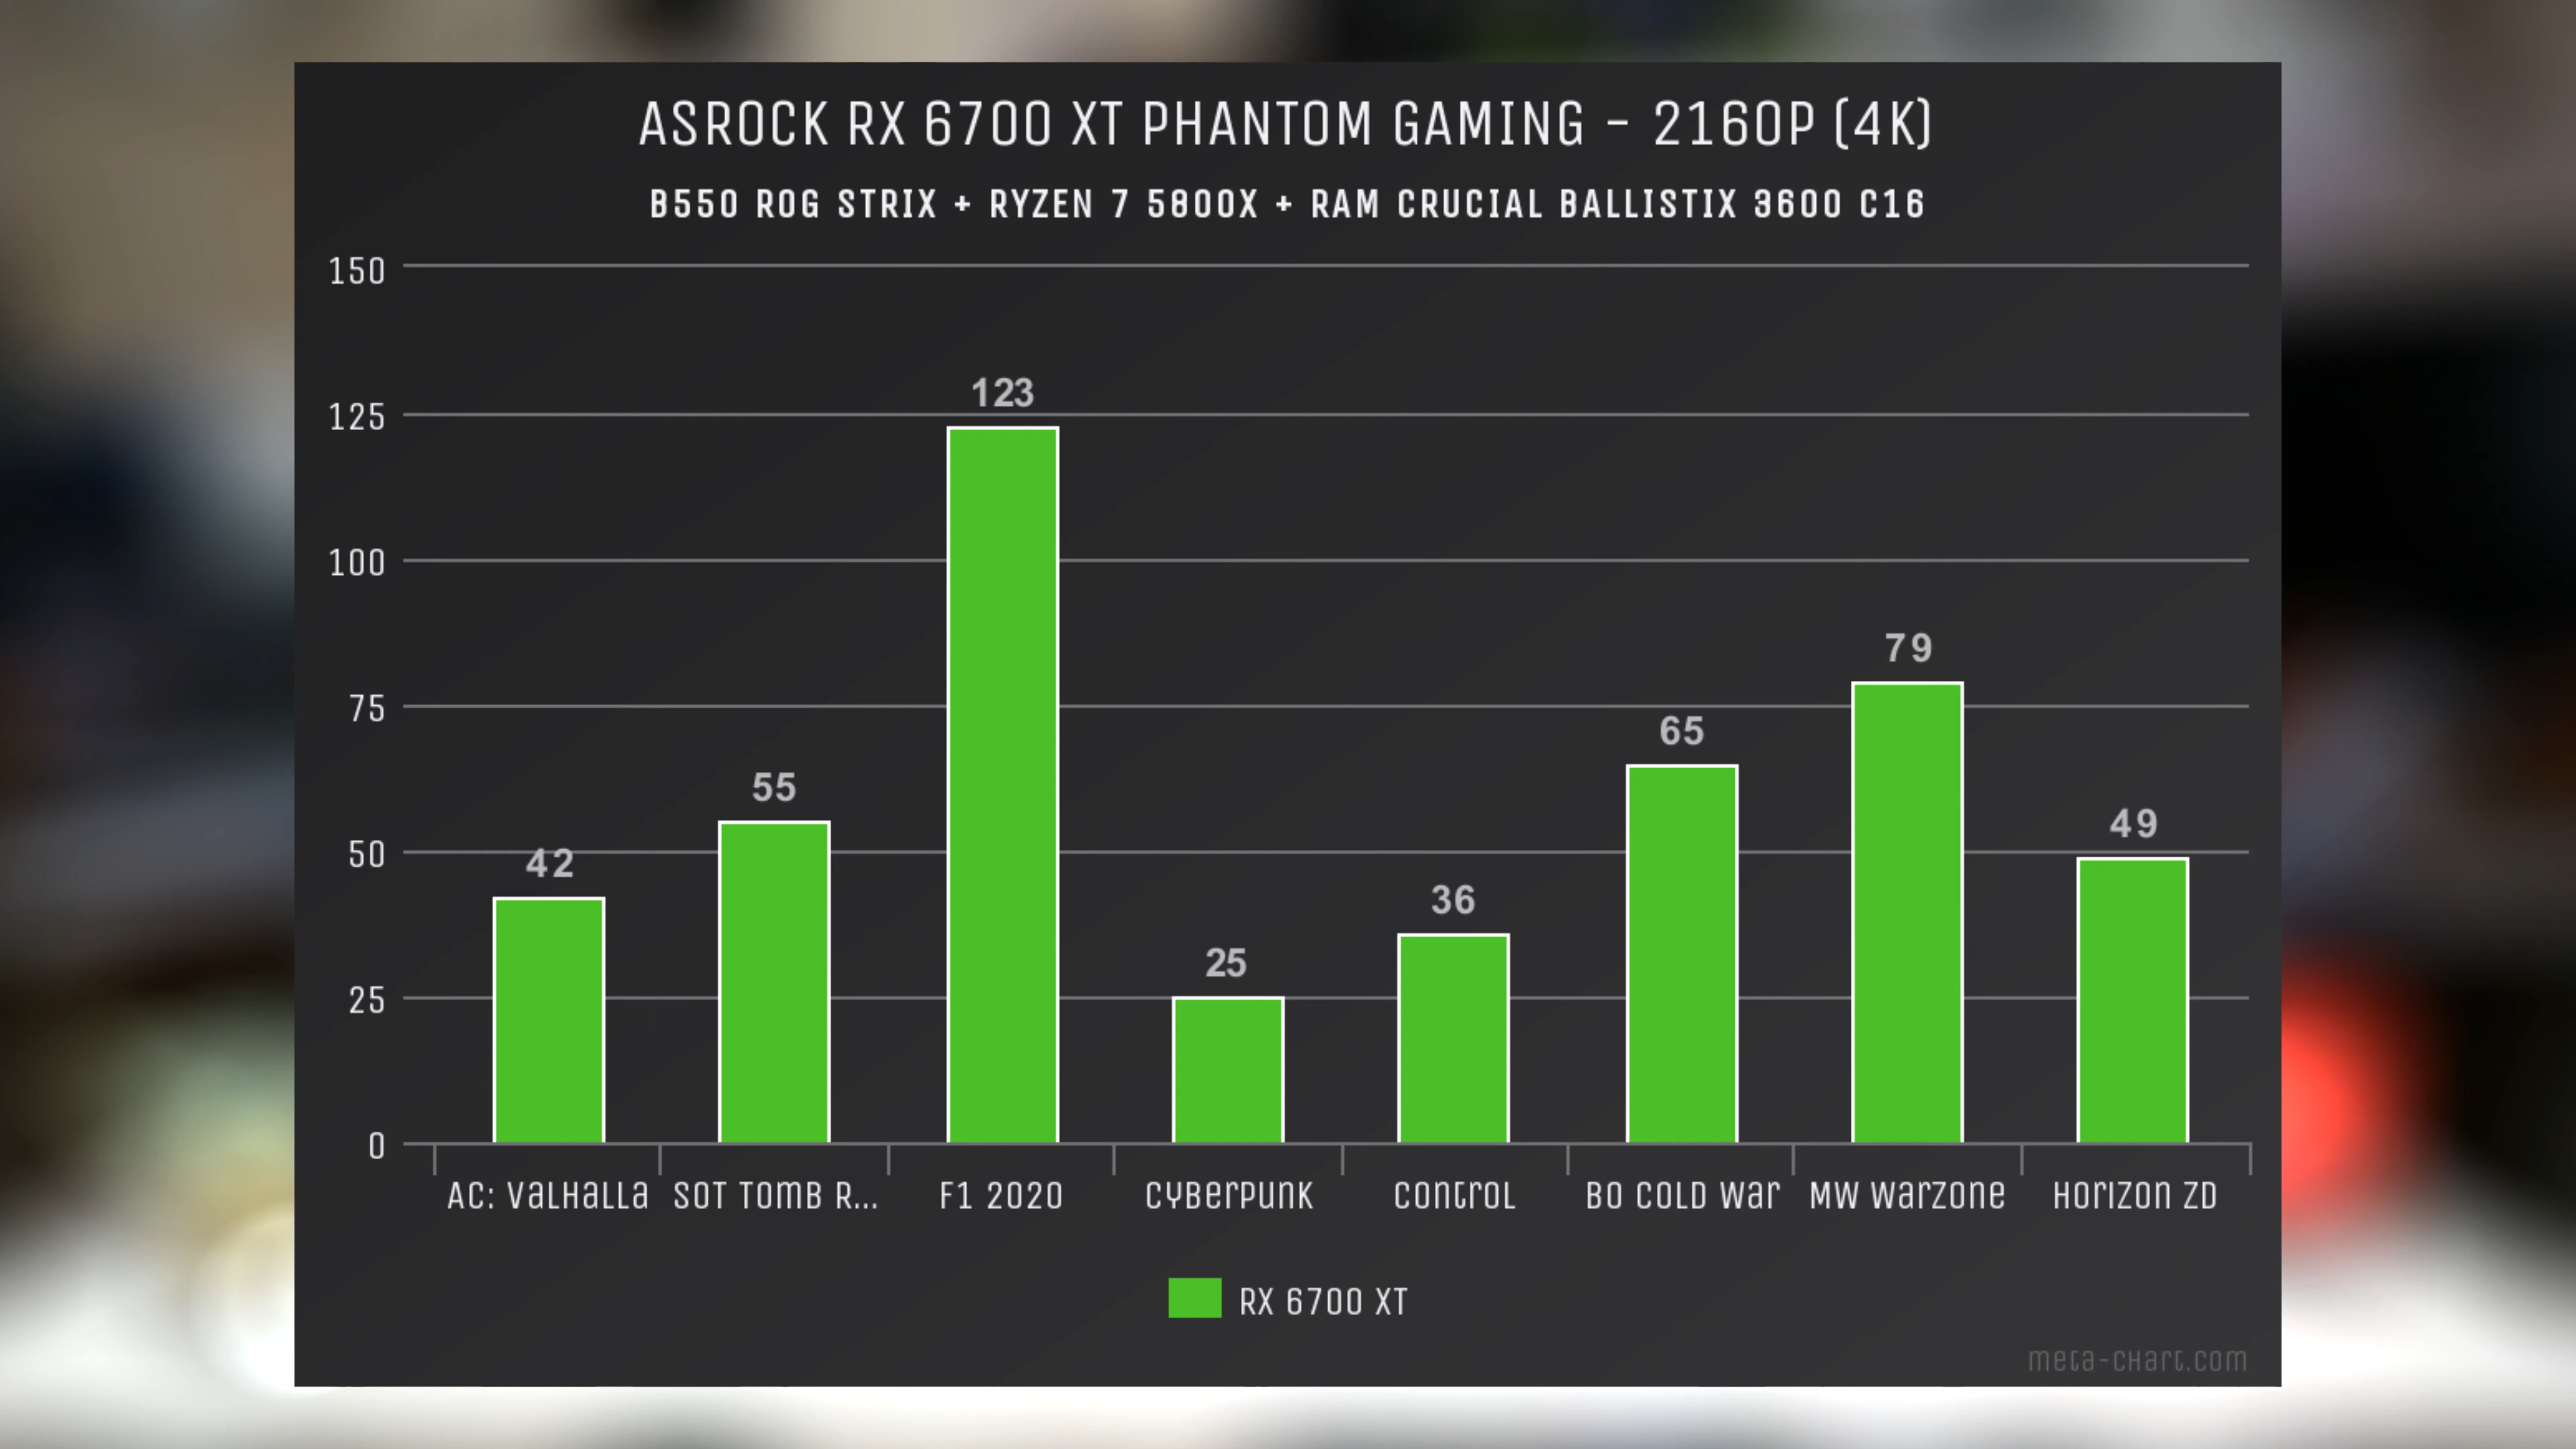 ASROCK RX 6700 XT PHANTOM GAMING - 2160P (4K)
B550 ROG STRIX + RYZEN 7 5800X + RAM CRUCIAL BALLISTIX 3600 C16
150
125
100
75
50
25
0
42
55
123
25
36
65
79
49
AC: Valhalla
SOT Tomb R...
F1 2020
Cyberpunk
Control
BO Cold War
MW Warzone
Horizon ZD
RX 6700 XT
meta-chart.com